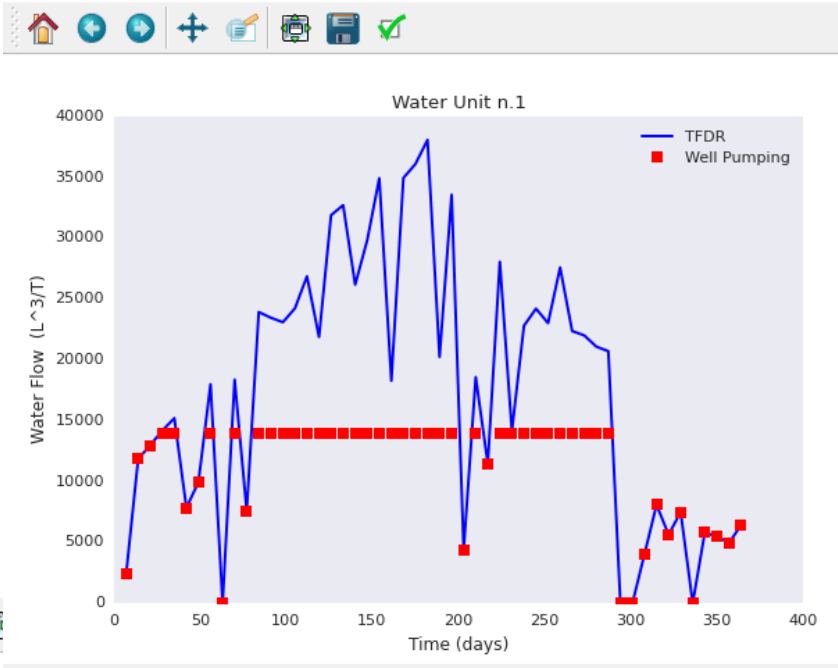 Water Unit n.1
40000
35000
30000
25000
20000
15000
10000
5000
0
Water Flow (L^3/T)
TFDR
Well Pumping
0 50 100 150 200 250 300 350 400
Time (days)